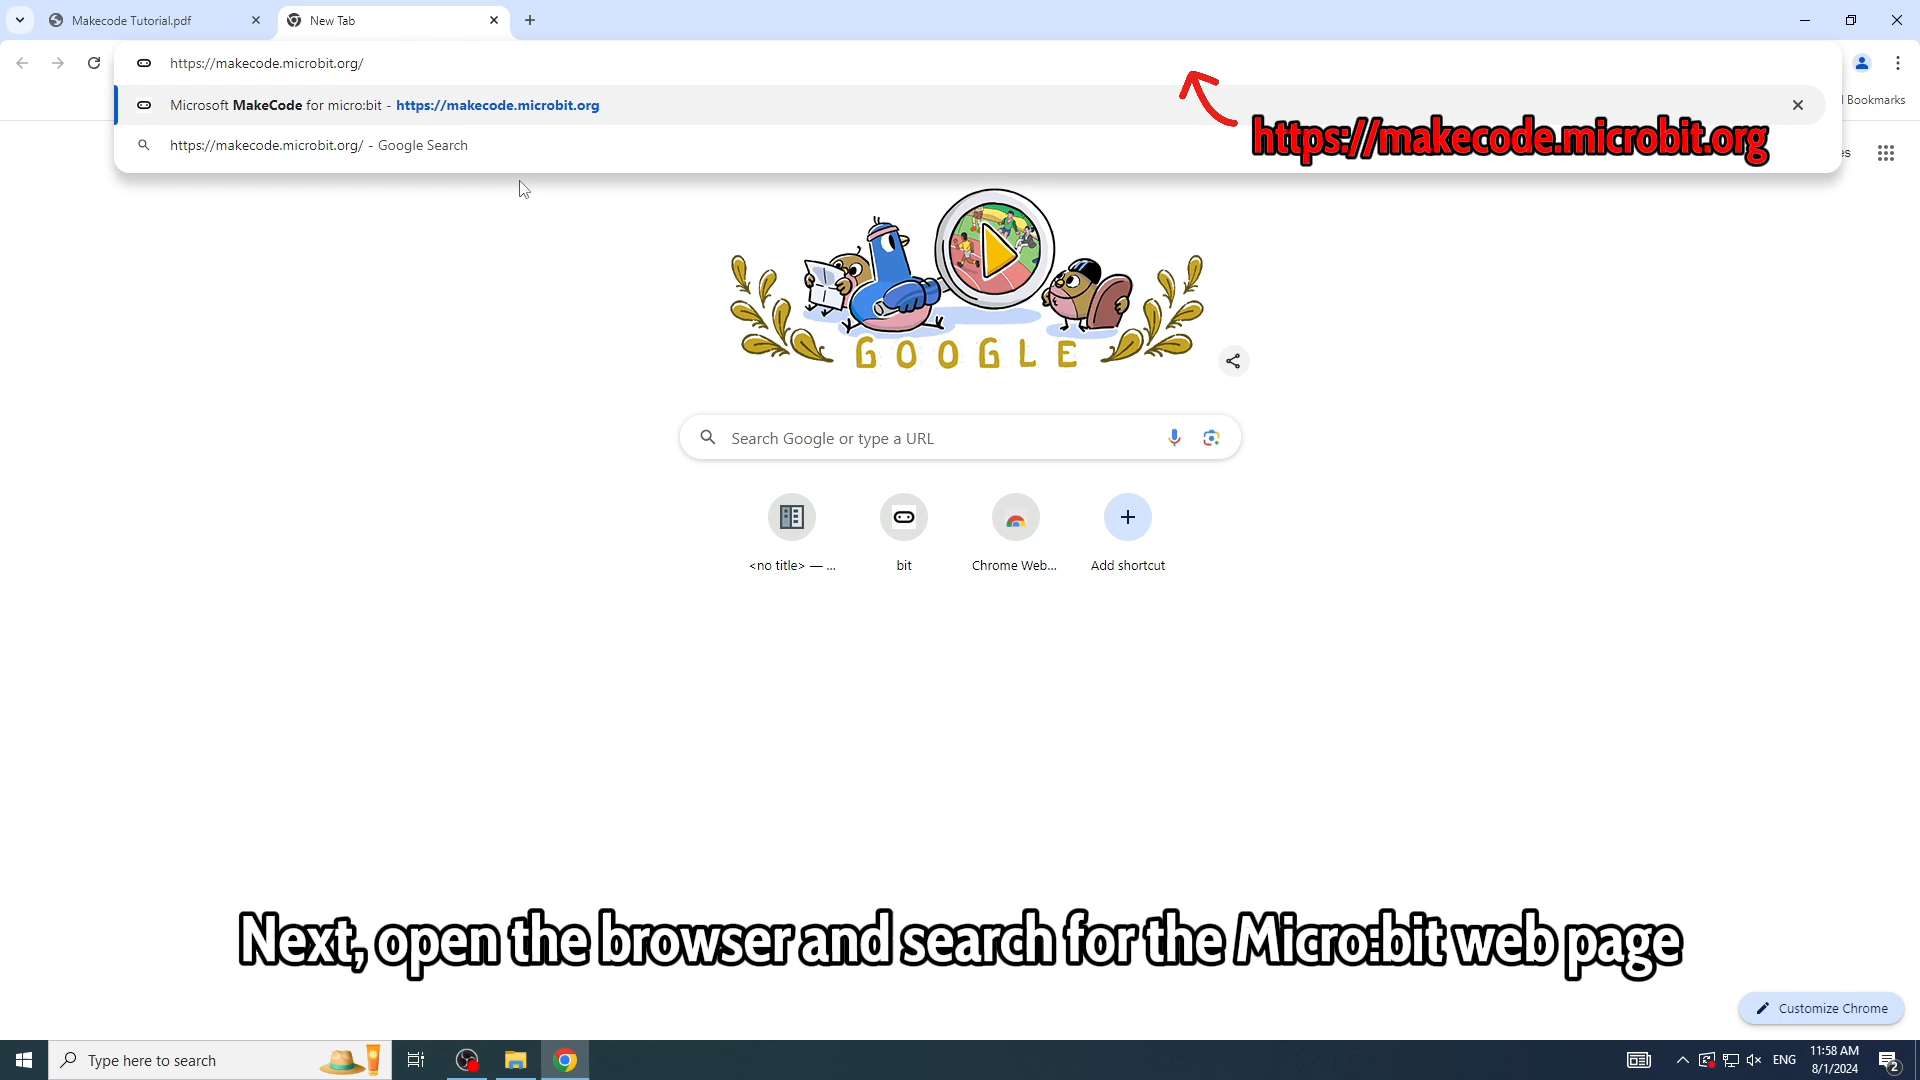 Makecode Tutorial.pdf
New Tab
https://makecode.microbit.org/
Microsoft MakeCode for micro:bit - https://makecode.microbit.org
Bookmarks
https://makecode.microbit.org/ - Google Search
https://makecode.microbit.org
es
GOOGLE
Search Google or type a URL
<no title> — ...
bit
Chrome Web...
Add shortcut
Next, open the browser and search for the Micro:bit web page
Customize Chrome
Type here to search
ENG
11:58 AM
8/1/2024
2